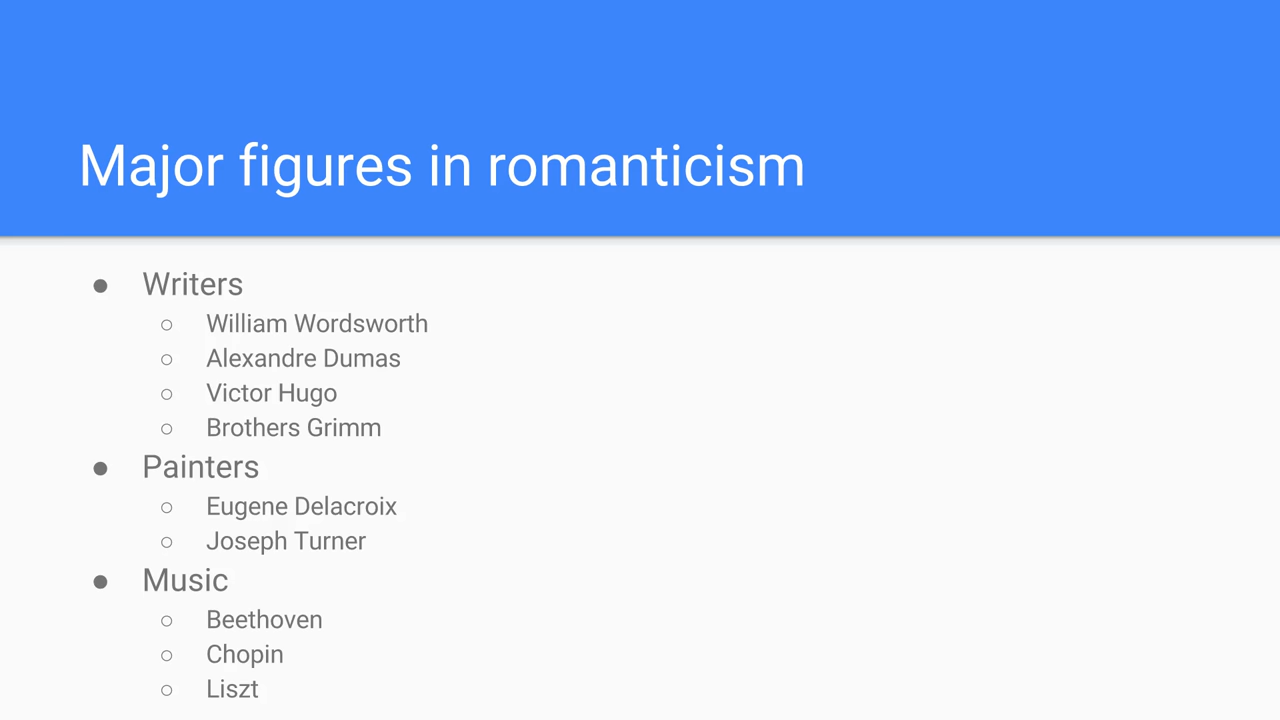 Major figures in romanticism
● Writers
○ William Wordsworth
○ Alexandre Dumas
○ Victor Hugo
○ Brothers Grimm
● Painters
○ Eugene Delacroix
○ Joseph Turner
● Music
○ Beethoven
○ Chopin
○ Liszt